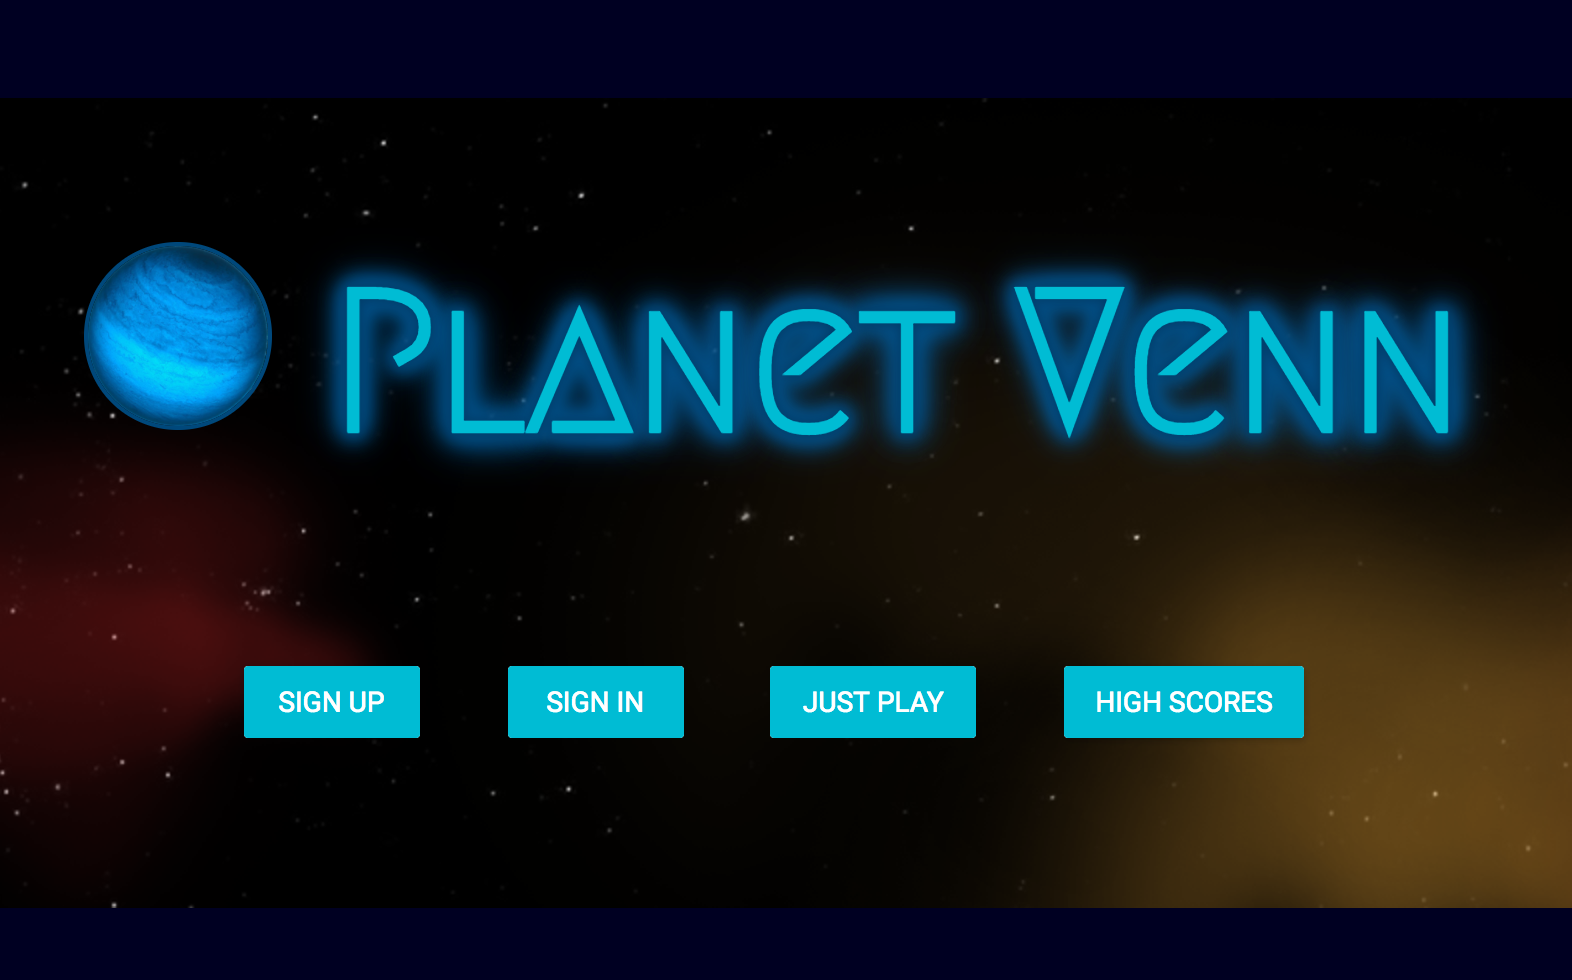 Planet Venn
SIGN UP
SIGN IN
JUST PLAY
HIGH SCORES